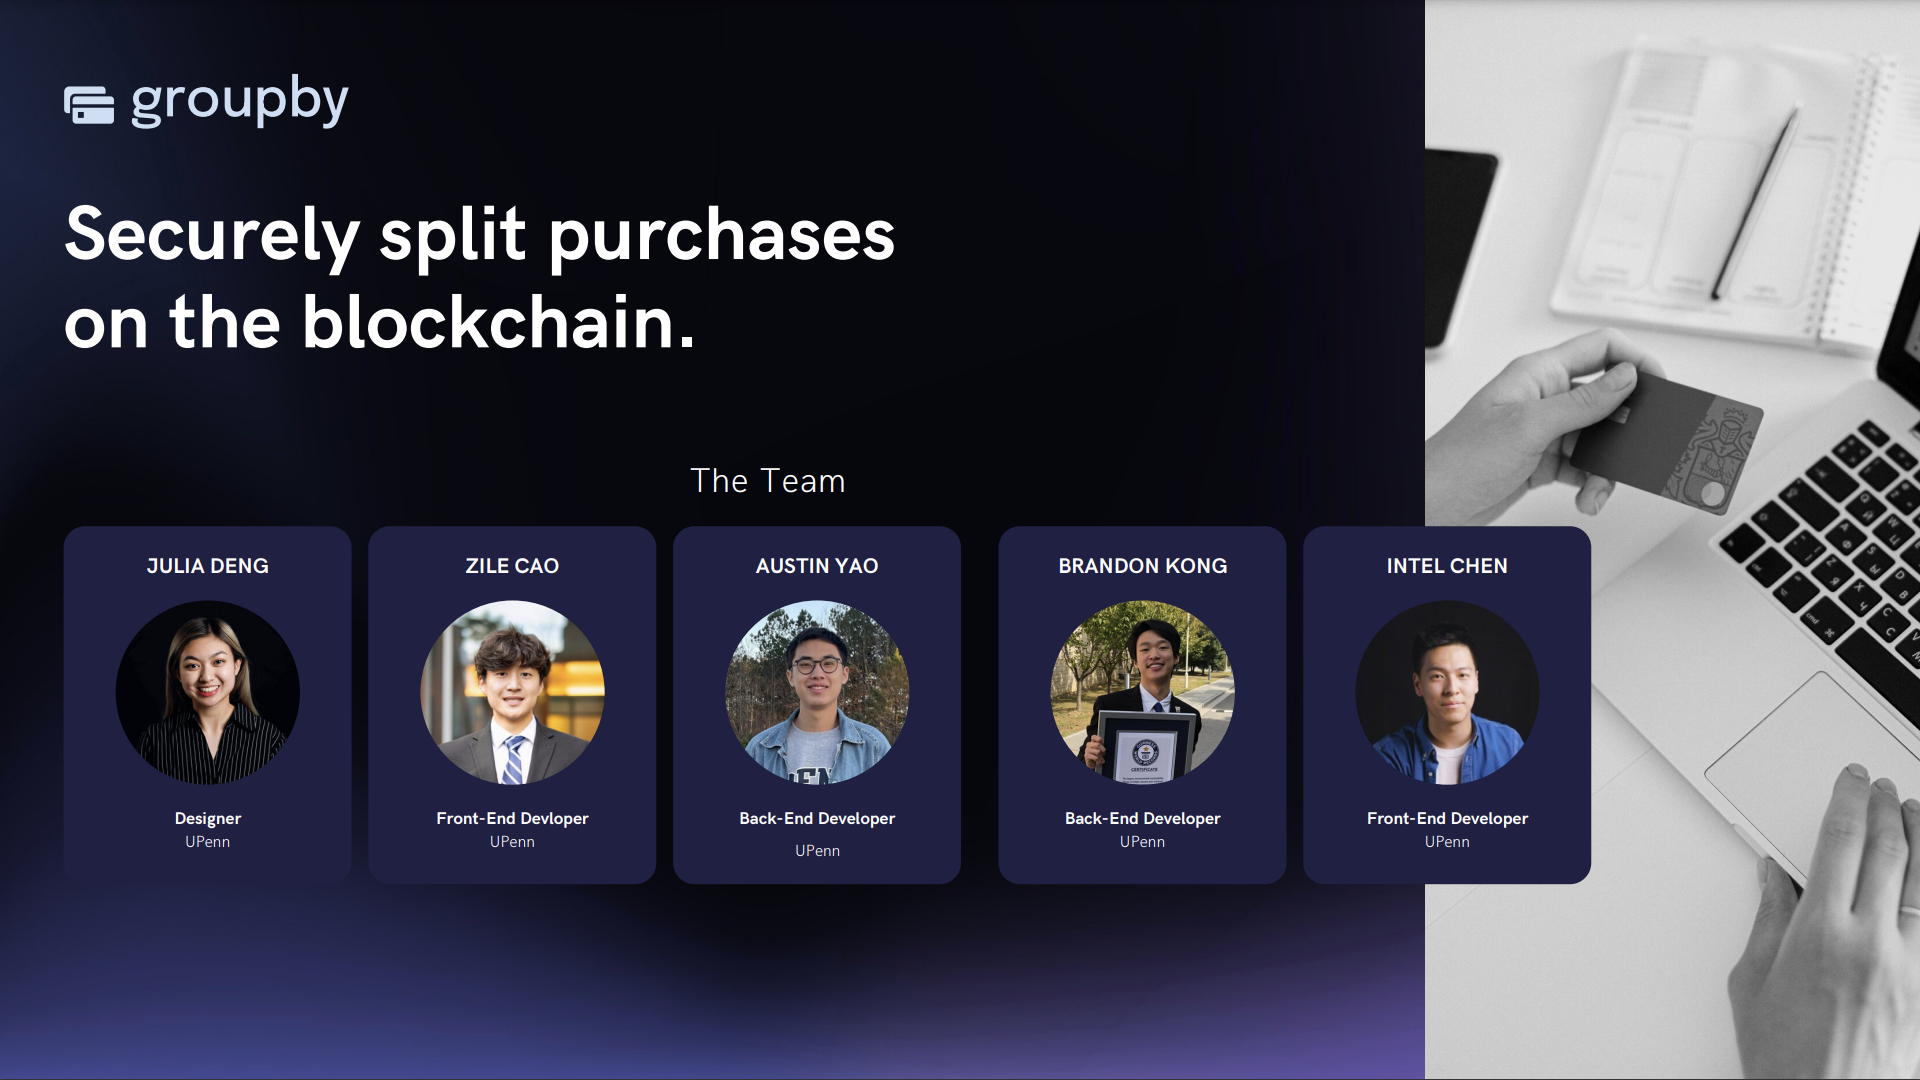 groupby
Securely split purchases
on the blockchain.
The Team
JULIA DENG
Designer
UPenn
ZILE CAO
Front-End Devloper
UPenn
AUSTIN YAO
Back-End Developer
UPenn
BRANDON KONG
CERTIFICATE
Back-End Developer
UPenn
INTEL CHEN
Front-End Developer
UPenn